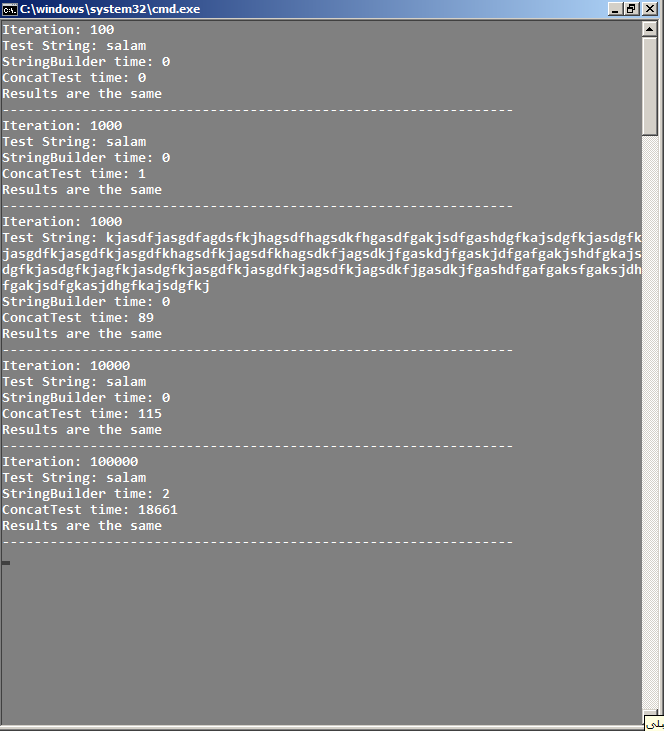 C:\windows\system32\cmd.exe
Iteration: 100
Test String: salam
StringBuilder time: 0
ConcatTest time: 0
Results are the same
----------------------------------------------------------------
Iteration: 1000
Test String: salam
StringBuilder time: 0
ConcatTest time: 1
Results are the same
----------------------------------------------------------------
Iteration: 1000
Test String: kjasdfjasgdfagdsfkjhagsdfhagsdkfhgasdfgakjsdfgashdgfkajsdgfkjasdgfk
jasgdfkjasgdfkjasgdfkhagsdfkjagsdfkhagsdkfjagsdkjfgaskdjfgaskjdfgafgakjshdfgkajs
dgfkjasdgfkjagfkjasdgfkjasgdfkjasgdfkjagsdfkjagsdkfjgasdkjfgashdfgafgaksfgaksjdh
fgakjsdfgkasjdhgfkajsdgfkj
StringBuilder time: 0
ConcatTest time: 89
Results are the same
----------------------------------------------------------------
Iteration: 10000
Test String: salam
StringBuilder time: 0
ConcatTest time: 115
Results are the same
----------------------------------------------------------------
Iteration: 100000
Test String: salam
StringBuilder time: 2
ConcatTest time: 18661
Results are the same
----------------------------------------------------------------